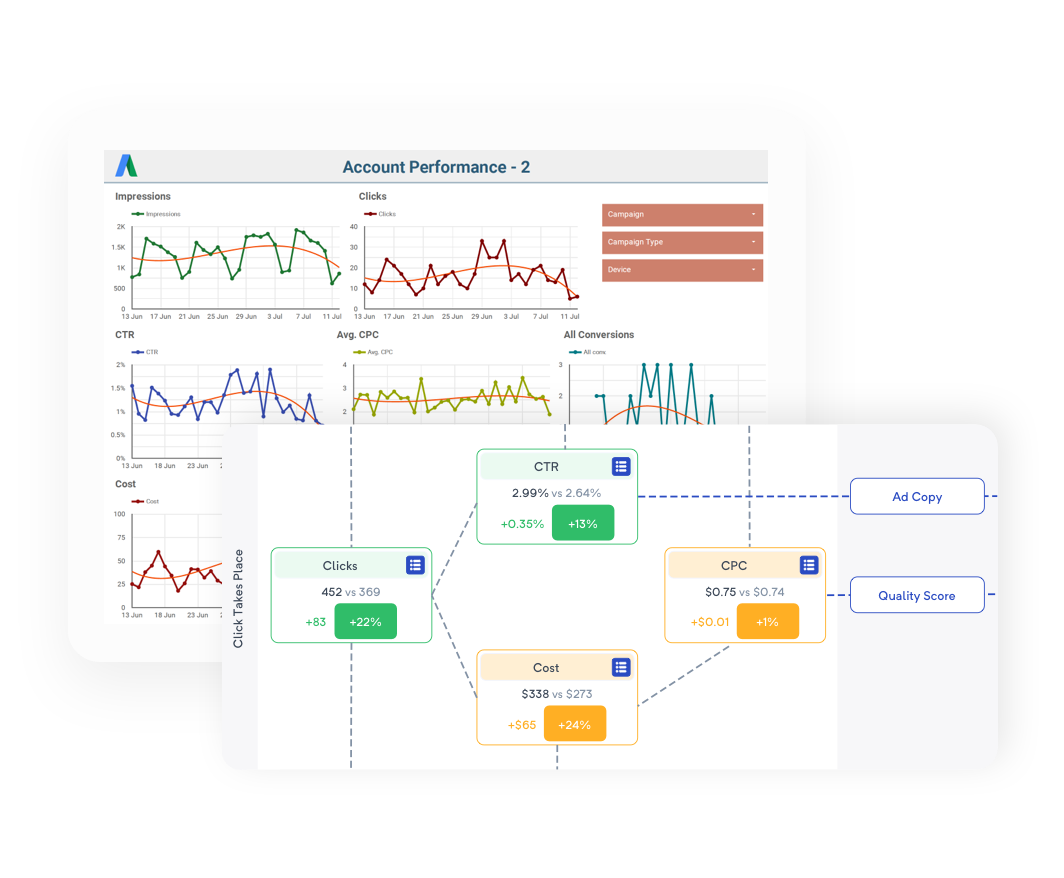 Account Performance - 2
Impressions
Impressions
2K
1.5K
1K
500
0
13 Jun 17 Jun 21 Jun 25 Jun 29 Jun 3 Jul 7 Jul 11 Jul
Clicks
Clicks
40
30
20
10
0
13 Jun 17 Jun 21 Jun 25 Jun 29 Jun 3 Jul 7 Jul 11 Jul
Campaign
Campaign Type
Device
CTR
CTR
2%
1.5%
1%
0.5%
0%
13 Jun 18 Jun 23 Jun 2
Avg. CPC
Avg. CPC
4
3
2
All Conversions
All conv.
3
2
Cost
Cost
100
75
50
25
0
13 Jun 18 Jun 23 Jun 2
Click Takes Place
Clicks
452 vs 369
+83 +22%
CTR
2.99% vs 2.64%
+0.35% +13%
Cost
$338 vs $273
+$65 +24%
CPC
$0.75 vs $0.74
+$0.01 +1%
Ad Copy
Quality Score